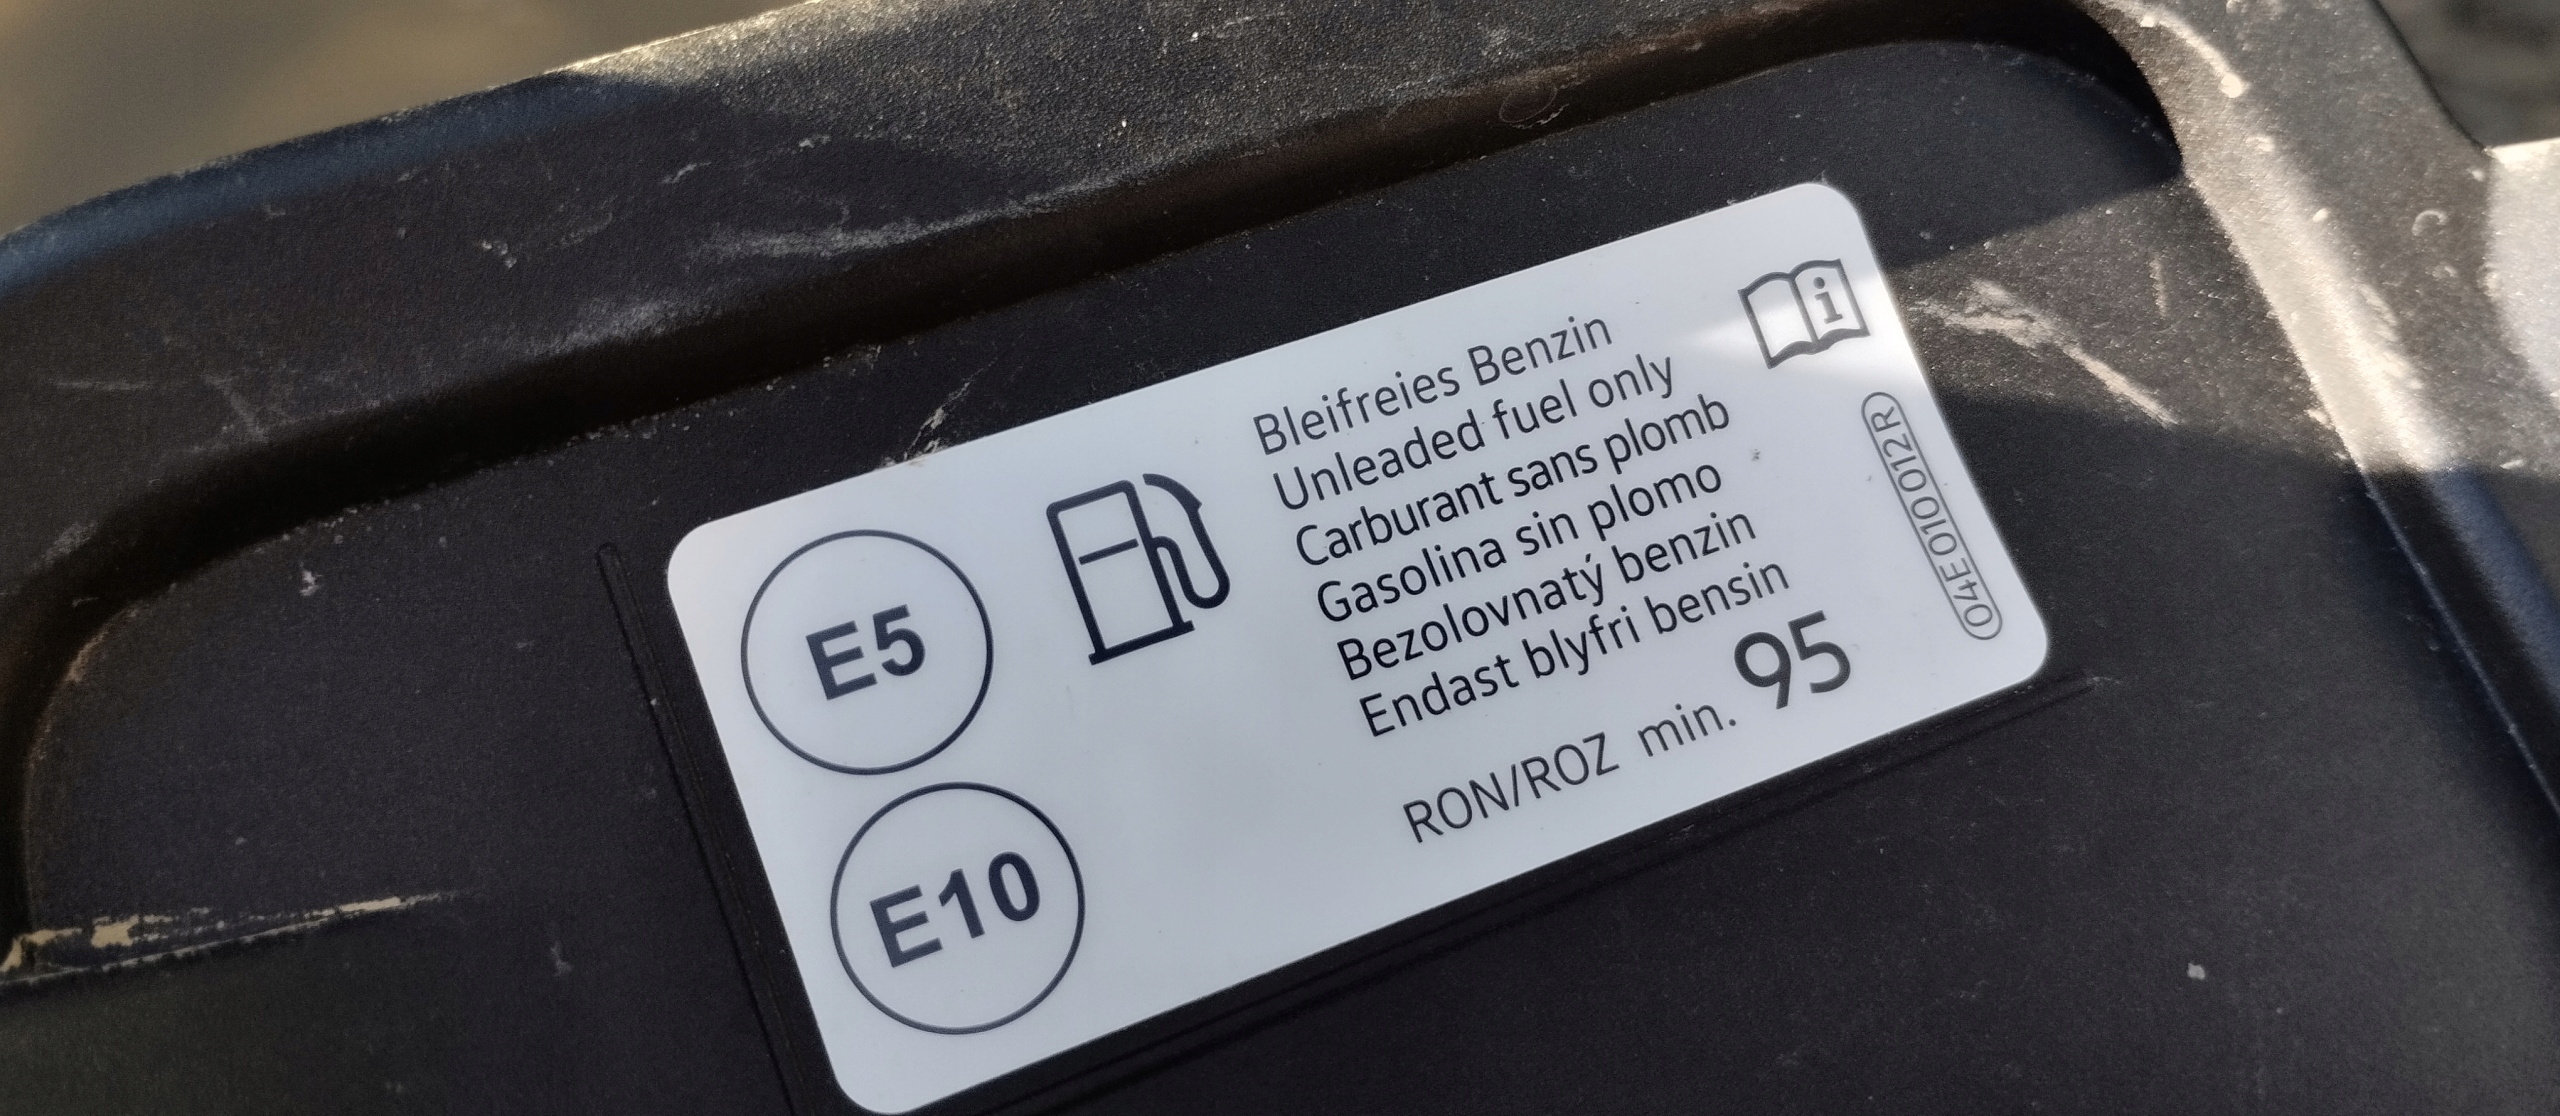 E5
E10
Bleifreies Benzin
Unleaded fuel only
Carburant sans plomb
Gasolina sin plomo
Bezolovnatý benzin
Endast blyfri bensin
RON/ROZ min. 95
i
04E010012R